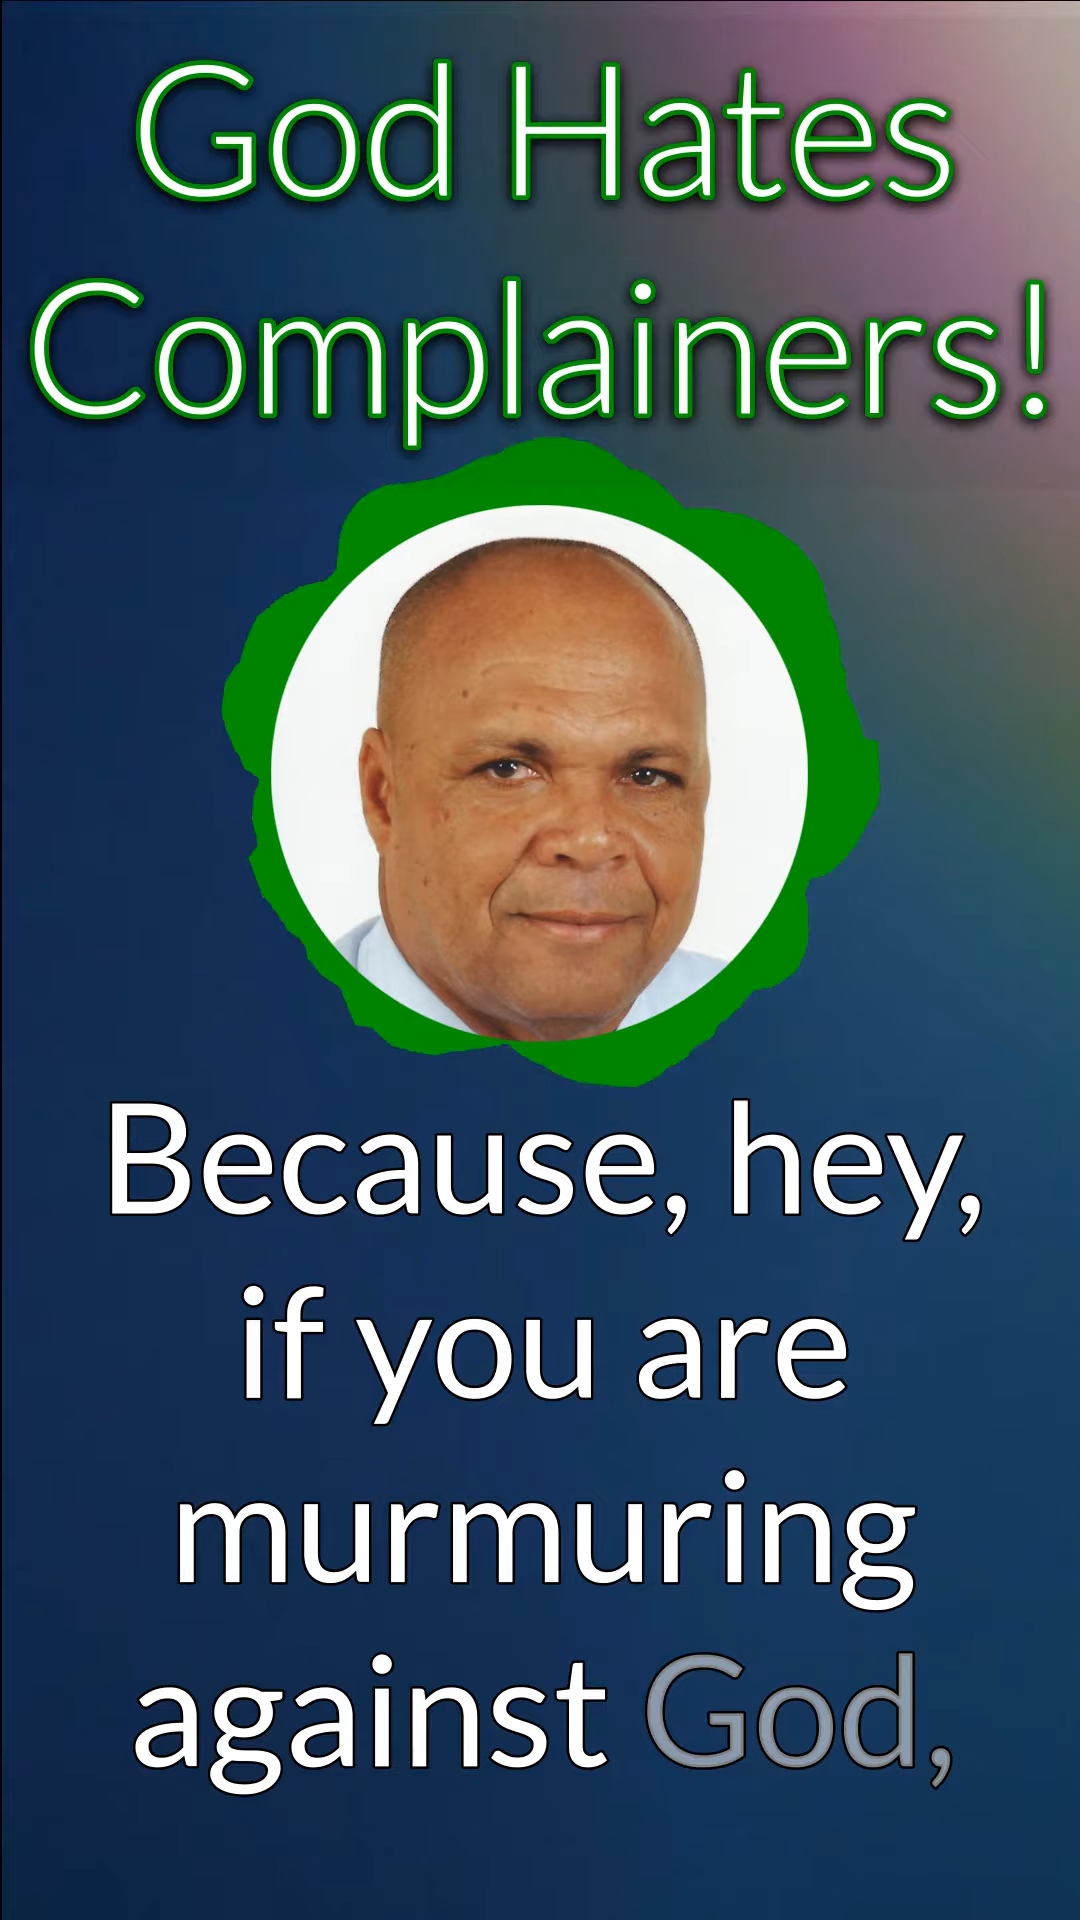 God Hates
Complainers!
Because, hey,
if you are
murmuring
against God,